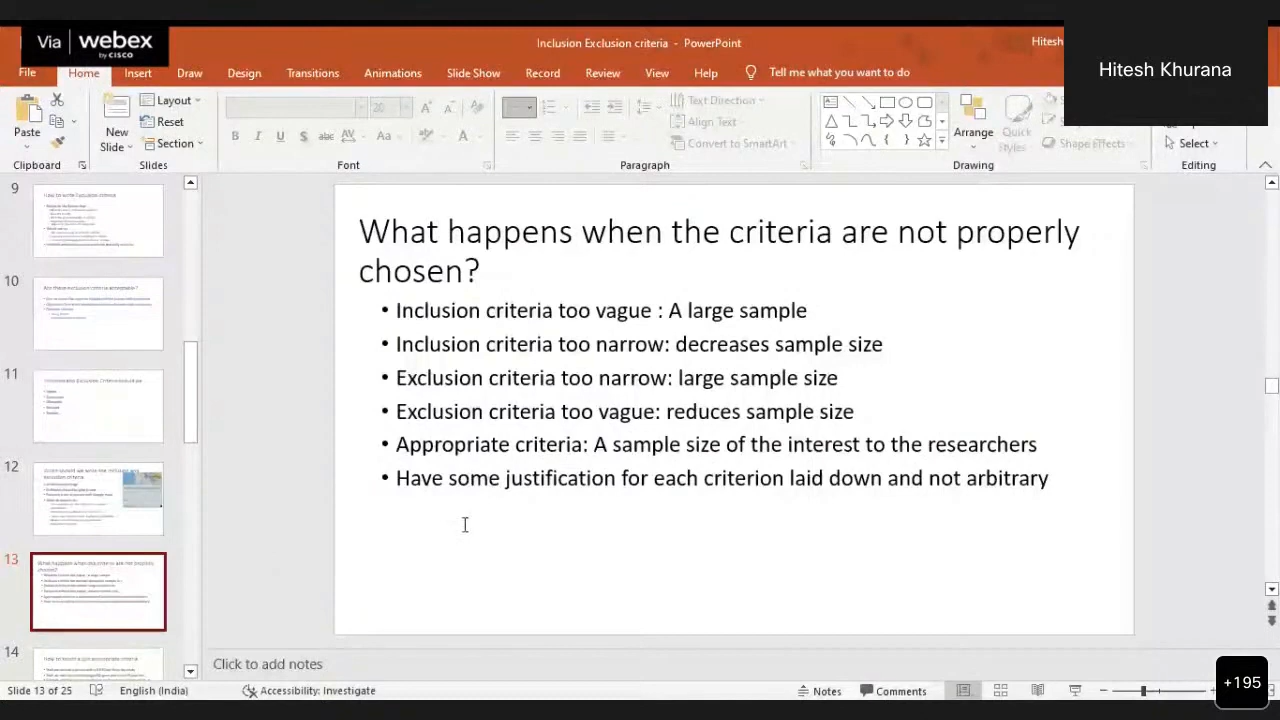 Via webex
by CISCO
Inclusion Exclusion criteria - PowerPoint
Hitesh
Hitesh Khurana
File Home Insert Draw Design Transitions Animations Slide Show Record Review View Help Tell me what you want to do
Paste
New Slide
Layout
Reset
Section
20
B I U S abc AV Aa
Text Direction
Align Text
Convert to SmartArt
Arrange
Quick Styles
Shape Effects
Select
Clipboard Slides Font Paragraph Drawing Editing
9
10
11
12
13
14
What happens when the criteria are not properly
chosen?
• Inclusion criteria too vague : A large sample
• Inclusion criteria too narrow: decreases sample size
• Exclusion criteria too narrow: large sample size
• Exclusion criteria too vague: reduces sample size
• Appropriate criteria: A sample size of the interest to the researchers
• Have some justification for each criterion laid down and not arbitrary
Click to add notes
Slide 13 of 25 English (India) Accessibility: Investigate Notes Comments
+195